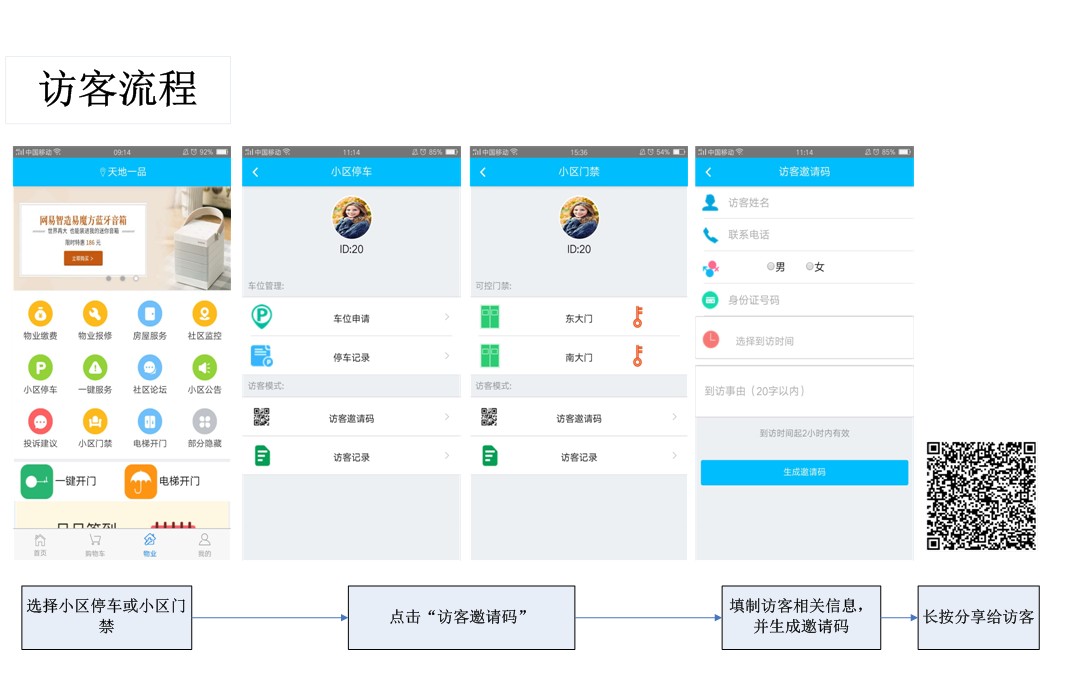 访客流程
中国移动 09:14 92%
天地一品
网易智造易魔方蓝牙音箱
世界再大 也能装进我的迷你音箱
限时特惠 186 元
立即购买 >
物业缴费 物业报修 房屋服务 社区监控
小区停车 一键服务 社区论坛 小区公告
投诉建议 小区门禁 电梯开门 部分隐藏
一键开门 电梯开门
首页 购物车 物业 我的
中国移动 11:14 85%
小区停车
ID:20
车位管理:
车位申请
停车记录
访客模式:
访客邀请码
访客记录
中国移动 15:36 54%
小区门禁
ID:20
可控门禁:
东大门
南大门
访客模式:
访客邀请码
访客记录
中国移动 11:14 85%
访客邀请码
访客姓名
联系电话
男 女
身份证号码
选择到访时间
到访事由（20字以内）
到访时间起2小时内有效
生成邀请码
选择小区停车或小区门
禁
点击“访客邀请码”
填制访客相关信息，
并生成邀请码
长按分享给访客